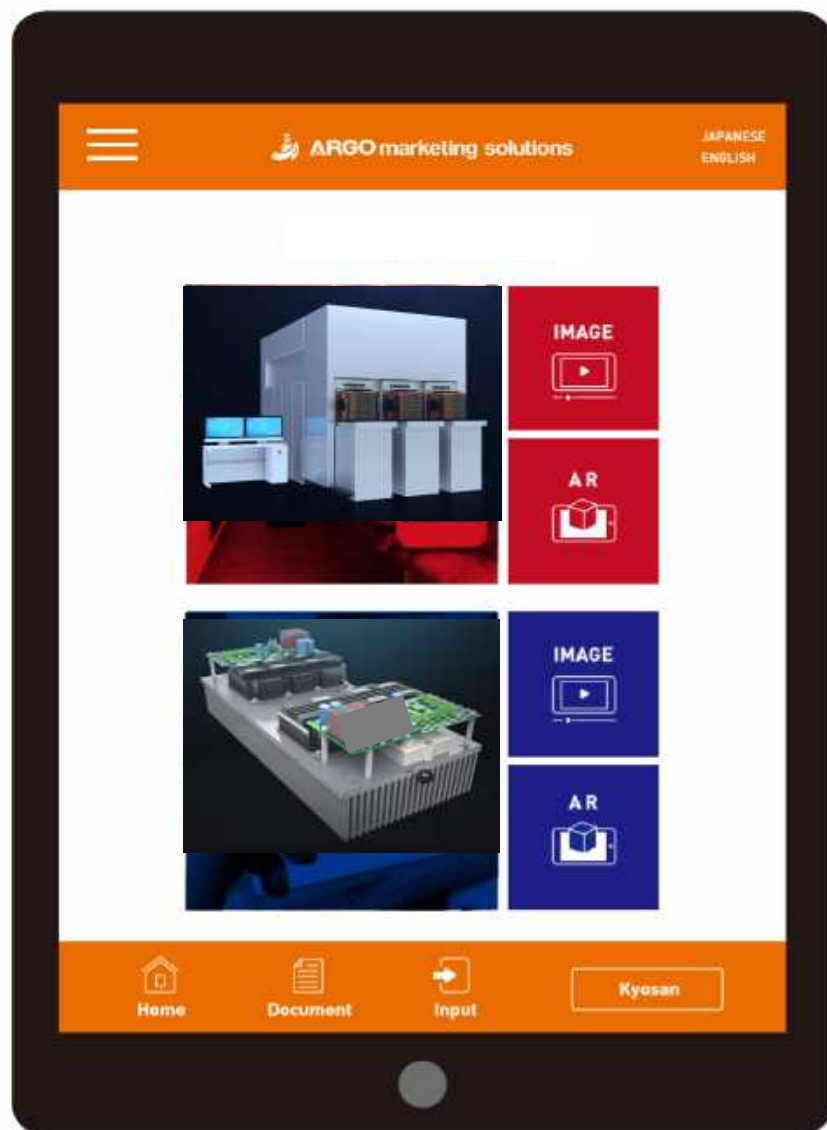 ARGO marketing solutions
JAPANESE
ENGLISH
IMAGE
AR
IMAGE
AR
Home
Document
Input
Kyosan